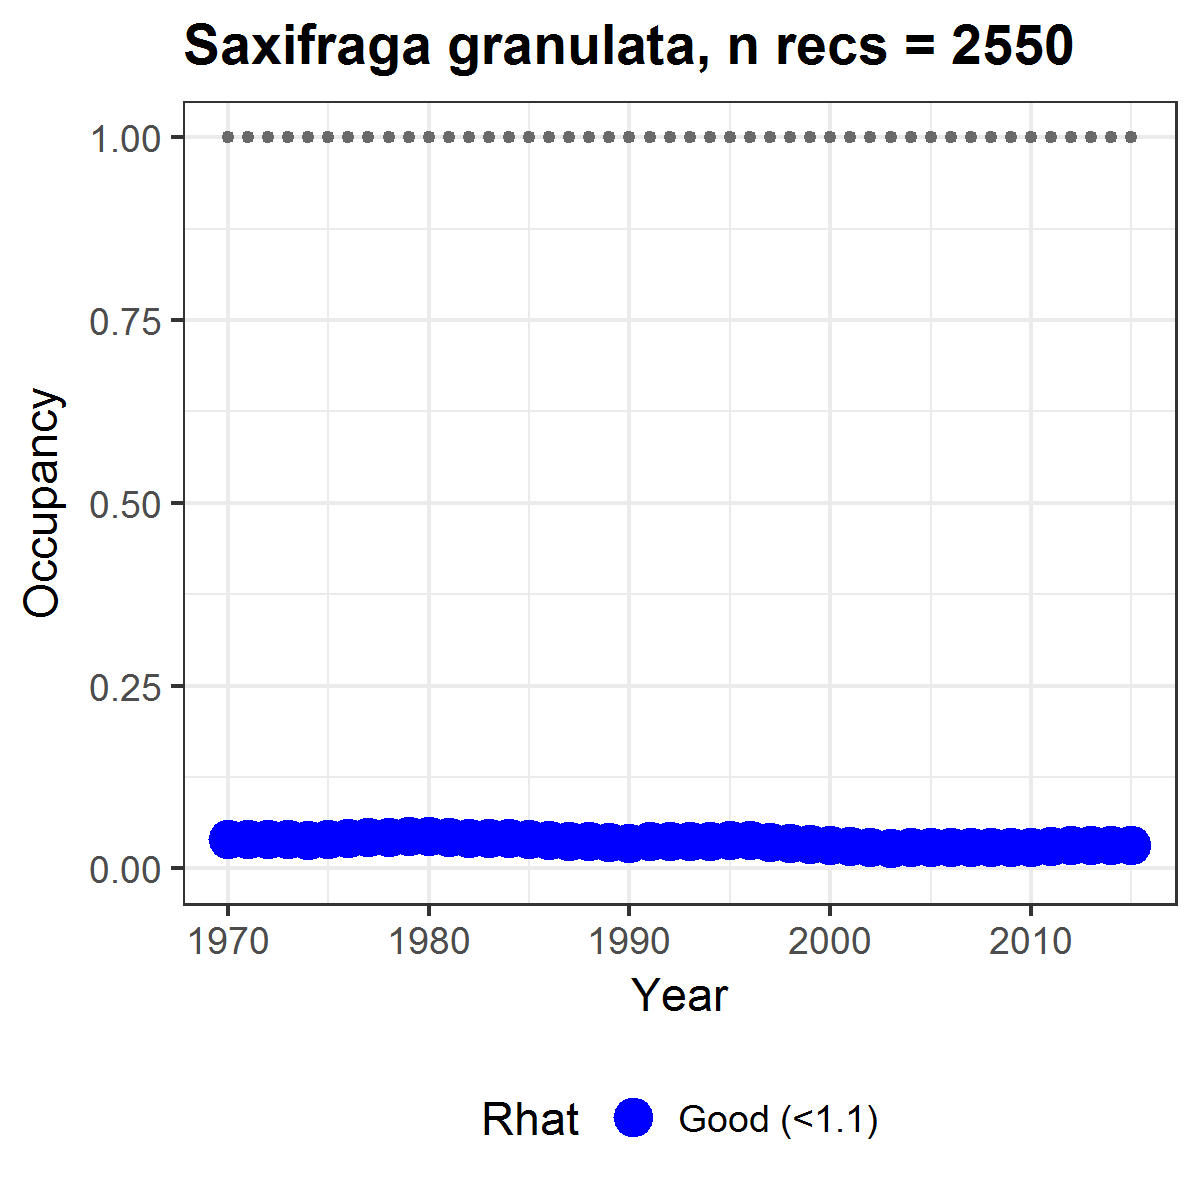 Saxifraga granulata, n recs = 2550
1.00
0.75
0.50
0.25
0.00
Occupancy
1970 1980 1990 2000 2010
Year
Rhat Good (<1.1)